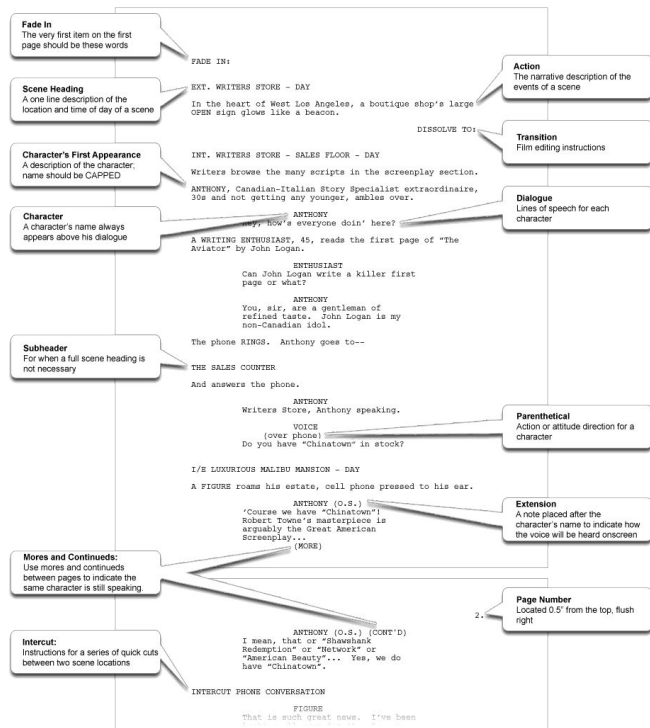 Fade In
The very first item on the first
page should be these words
FADE IN:
Scene Heading
A one line description of the
location and time of day of a scene
EXT. WRITERS STORE - DAY
Action
The narrative description of the
events of a scene
In the heart of West Los Angeles, a boutique shop's large
OPEN sign glows like a beacon.
DISSOLVE TO:
Transition
Film editing instructions
Character's First Appearance
A description of the character;
name should be CAPPED
INT. WRITERS STORE - SALES FLOOR - DAY
Writers browse the many scripts in the screenplay section.
ANTHONY, Canadian-Italian Story Specialist extraordinaire,
30s and not getting any younger, ambles over.
Dialogue
Lines of speech for each
character
Character
A character's name always
appears above his dialogue
ANTHONY
Hey, how's everyone doin' here?
A WRITING ENTHUSIAST, 45, reads the first page of "The
Aviator" by John Logan.
ENTHUSIAST
Can John Logan write a killer first
page or what?
ANTHONY
You, sir, are a gentleman of
refined taste. John Logan is my
non-Canadian idol.
The phone RINGS. Anthony goes to--
Subheader
For when a full scene heading is
not necessary
THE SALES COUNTER
And answers the phone.
ANTHONY
Writers Store, Anthony speaking.
VOICE
(over phone)
Do you have "Chinatown" in stock?
Parenthetical
Action or attitude direction for a
character
I/E LUXURIOUS MALIBU MANSION - DAY
A FIGURE roams his estate, cell phone pressed to his ear.
ANTHONY (O.S.)
'Course we have "Chinatown"!
Robert Towne's masterpiece is
arguably the Great American
Screenplay...
(MORE)
Extension
A note placed after the
character's name to indicate how
the voice will be heard onscreen
Mores and Continueds:
Use mores and continueds
between pages to indicate the
same character is still speaking.
2.
Page Number
Located 0.5" from the top, flush
right
ANTHONY (O.S.) (CONT'D)
I mean, that or "Shawshank
Redemption" or "Network" or
"American Beauty"... Yes, we do
have "Chinatown".
Intercut:
Instructions for a series of quick cuts
between two scene locations
INTERCUT PHONE CONVERSATION
FIGURE
That is such great news. I've been